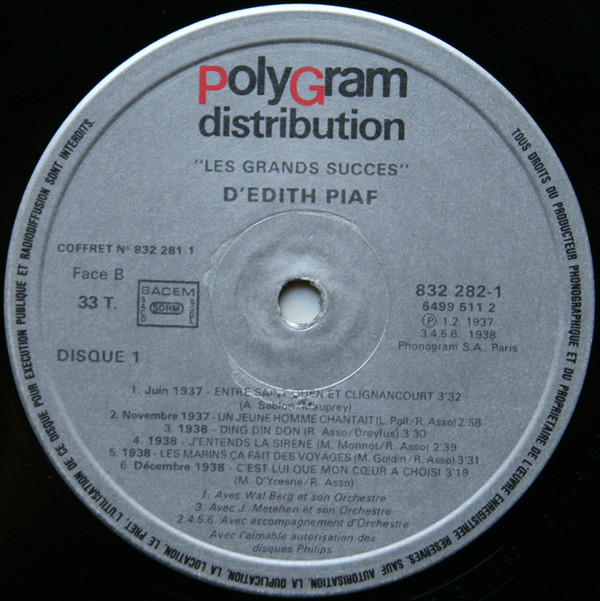 PolyGram
distribution
"LES GRANDS SUCCES"
D'EDITH PIAF
COFFRET N° 832 281 1
Face B
33 T.
SACEM
SACD
SDRM
SGDL
DISQUE 1
832 282-1
6499 511 2
Ⓟ 1.2. 1937
3.4.5.6. 1938
Phonogram S.A., Paris
1. Juin 1937 - ENTRE SAINT-OUEN ET CLIGNANCOURT 3'32
(A. Sablon/Mauprey)
2. Novembre 1937 - UN JEUNE HOMME CHANTAIT (L. Poll/R. Asso) 2'58
3. 1938 - DING DIN DON (R. Asso/Dreyfus) 3'30
4. 1938 - J'ENTENDS LA SIRENE (M. Monnot/R. Asso) 2'39
5. 1938 - LES MARINS ÇA FAIT DES VOYAGES (M. Goldin/R. Asso) 3'31
6. Décembre 1938 - C'EST LUI QUE MON CŒUR A CHOISI 3'19
(M. D'Yresne/R. Asso)
1. Avec Wal Berg et son Orchestre
3. Avec J. Metehen et son Orchestre
2.4.5.6. Avec accompagnement d'Orchestre
Avec l'aimable autorisation des
disques Philips
TOUS DROITS DU PRODUCTEUR PHONOGRAPHIQUE ET DU PROPRIETAIRE DE L'ŒUVRE ENREGISTREE RESERVES. SAUF AUTORISATION, LA DUPLICATION, LA LOCATION, LE PRET, L'UTILISATION DE CE DISQUE POUR EXECUTION PUBLIQUE ET RADIODIFFUSION SONT INTERDITS.